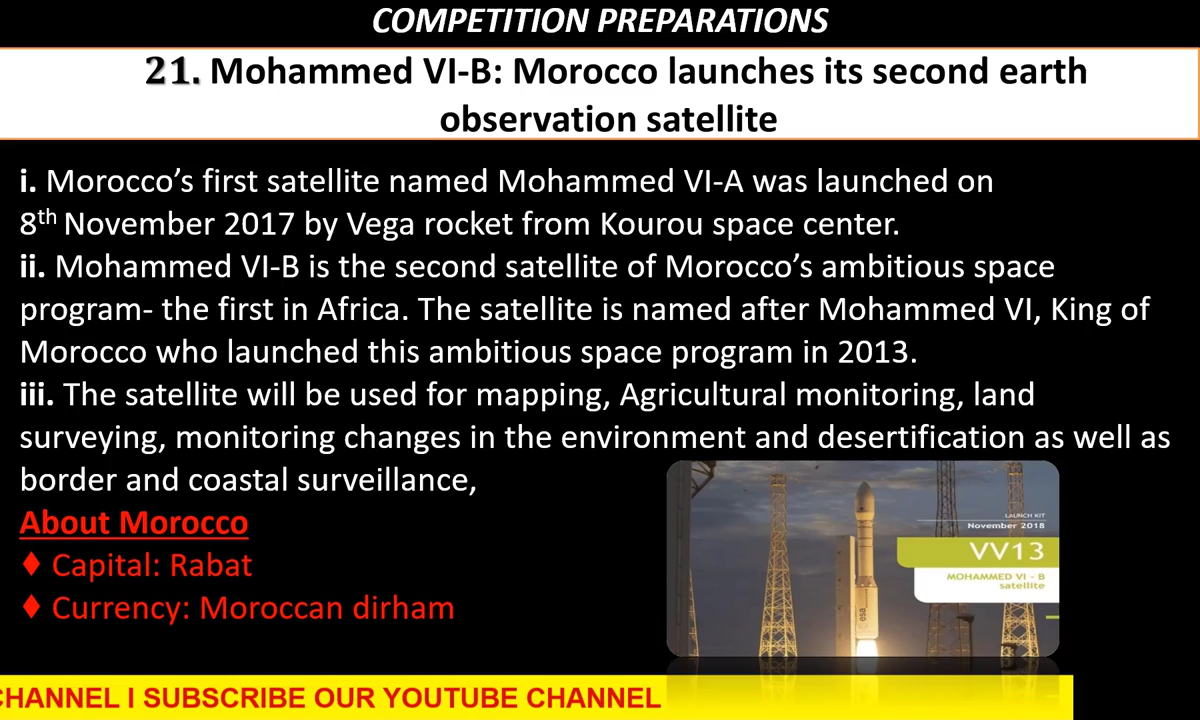 COMPETITION PREPARATIONS
21. Mohammed VI-B: Morocco launches its second earth
observation satellite
i. Morocco’s first satellite named Mohammed VI-A was launched on
8th November 2017 by Vega rocket from Kourou space center.
ii. Mohammed VI-B is the second satellite of Morocco’s ambitious space
program- the first in Africa. The satellite is named after Mohammed VI, King of
Morocco who launched this ambitious space program in 2013.
iii. The satellite will be used for mapping, Agricultural monitoring, land
surveying, monitoring changes in the environment and desertification as well as
border and coastal surveillance,
About Morocco
♦ Capital: Rabat
♦ Currency: Moroccan dirham
LAUNCH KIT
November 2018
VV13
MOHAMMED VI - B
satellite
esa
CHANNEL I SUBSCRIBE OUR YOUTUBE CHANNEL